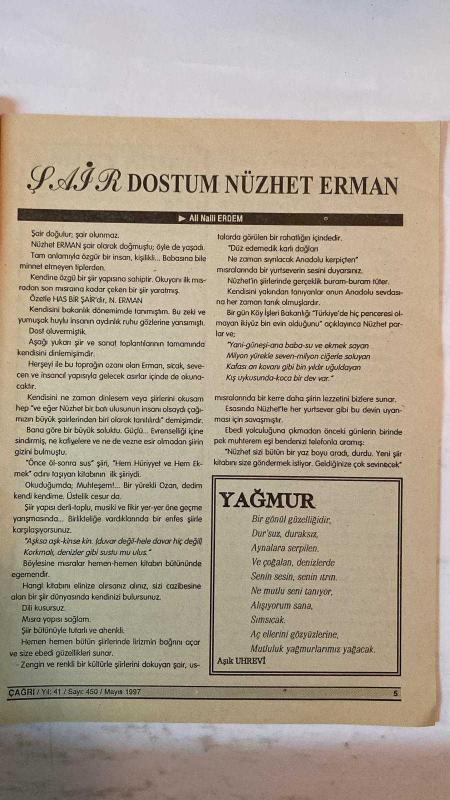 ŞAİR DOSTUM NÜZHET ERMAN
▶ Ali Naili ERDEM
Şair doğulur; şair olunmaz.
Nüzhet ERMAN şair olarak doğmuştu; öyle de yaşadı.
Tam anlamıyla özgür bir insan, kişilikli... Babasına bile
minnet etmeyen tiplerden.
Kendine özgü bir şiir yapısına sahiptir. Okuyanı ilk mıs-
radan son mısraına kadar çeken bir şiir yaratmış.
Özetle HAS BİR ŞAİR'dir, N. ERMAN
Kendisini bakanlık dönemimde tanımıştım. Bu zeki ve
yumuşak huylu insanın aydınlık ruhu gözlerine yansımıştı.
Dost oluvermiştik.
Aşağı yukarı şiir ve sanat toplantılarının tamamında
kendisini dinlemişimdir.
Herşeyi ile bu toprağın ozanı olan Erman, sıcak, seve-
cen ve insancıl yapısıyla gelecek asırlar içinde de okuna-
caktır.
Kendisini ne zaman dinlesem veya şiirlerini okusam
hep "ve eğer Nüzhet bir batı ulusunun insanı olsaydı çağı-
mızın büyük şairlerinden biri olarak tanıtılırdı" demişimdir.
Bana göre bir büyük soluktu. Güçlü... Evrenselliği içine
sindirmiş, ne kafiyelere ve ne de vezne esir olmadan şiirin
gizini bulmuştu.
"Önce öl-sonra sus" şiiri, "Hem Hürriyet ve Hem Ek-
mek" adını taşıyan kitabının ilk şiiriydi.
Okuduğumda; Muhteşem!... Bir yürekli Ozan, dedim
kendi kendime. Üstelik cesur da.
Şiir yapısı derli-toplu, musiki ve fikir yer-yer öne geçme
yarışmasında... Birlikteliğe vardıklarında bir enfes şiirle
karşılaşıyorsunuz.
"Aşksa aşk-kinse kin. (duvar değil-hele davar hiç değil)
Korkmalı, denizler gibi sustu mu ulus."
Böylesine mısralar hemen-hemen kitabın bütününde
egemendir.
Hangi kitabını elinize alırsanız alınız, sizi cazibesine
alan bir şiir dünyasında kendinizi bulursunuz.
Dili kusursuz.
Mısra yapısı sağlam.
Şiir bütünüyle tutarlı ve ahenkli.
Hemen hemen bütün şiirlerinde lirizmin bağrını açar
ve size ebedi güzellikleri sunar.
Zengin ve renkli bir kültürle şiirlerini dokuyan şair, us-
talarda görülen bir rahatlığın içindedir.
"Düz edemedik karlı dağları
Ne zaman sıyrılacak Anadolu kerpiçten"
mısralarında bir yurtseverin sesini duyarsınız.
Nüzhet'in şiirlerinde gerçeklik buram-buram tüter.
Kendisini yakından tanıyanlar onun Anadolu sevdası-
na her zaman tanık olmuşlardır.
Bir gün Köy İşleri Bakanlığı "Türkiye'de hiç penceresi ol-
mayan ikiyüz bin evin olduğunu" açıklayınca Nüzhet par-
lar ve;
"Yani-güneşi-ana baba-su ve ekmek sayan
Milyon yürekle seven-milyon ciğerle soluyan
Kafası arı kovanı gibi bin yıldır uğuldayan
Kış uykusunda-koca bir dev var."
mısralarında bir kerre daha şiirin lezzetini bizlere sunar.
Esasında Nüzhet'le her yurtsever gibi bu devin uyan-
ması için savaşmıştır.
Ebedi yolculuğuna çıkmadan önceki günlerin birinde
pek muhterem eşi bendenizi telefonla aramış:
"Nüzhet sizi bütün bir yaz boyu aradı, durdu. Yeni şiir
kitabını size göndermek istiyor. Geldiğinize çok sevinecek"
YAĞMUR
Bir gönül güzelliğidir,
Dur'suz, duraksız,
Aynalara serpilen.
Ve çoğalan, denizlerde
Senin sesin, senin ıtrın.
Ne mutlu seni tanıyor,
Alışıyorum sana,
Sımsıcak.
Aç ellerini gözyüzlerine,
Mutluluk yağmurlarımız yağacak.
Aşık UHREVİ
ÇAĞRI / Yıl: 41 / Sayı: 450 / Mayıs 1997
5